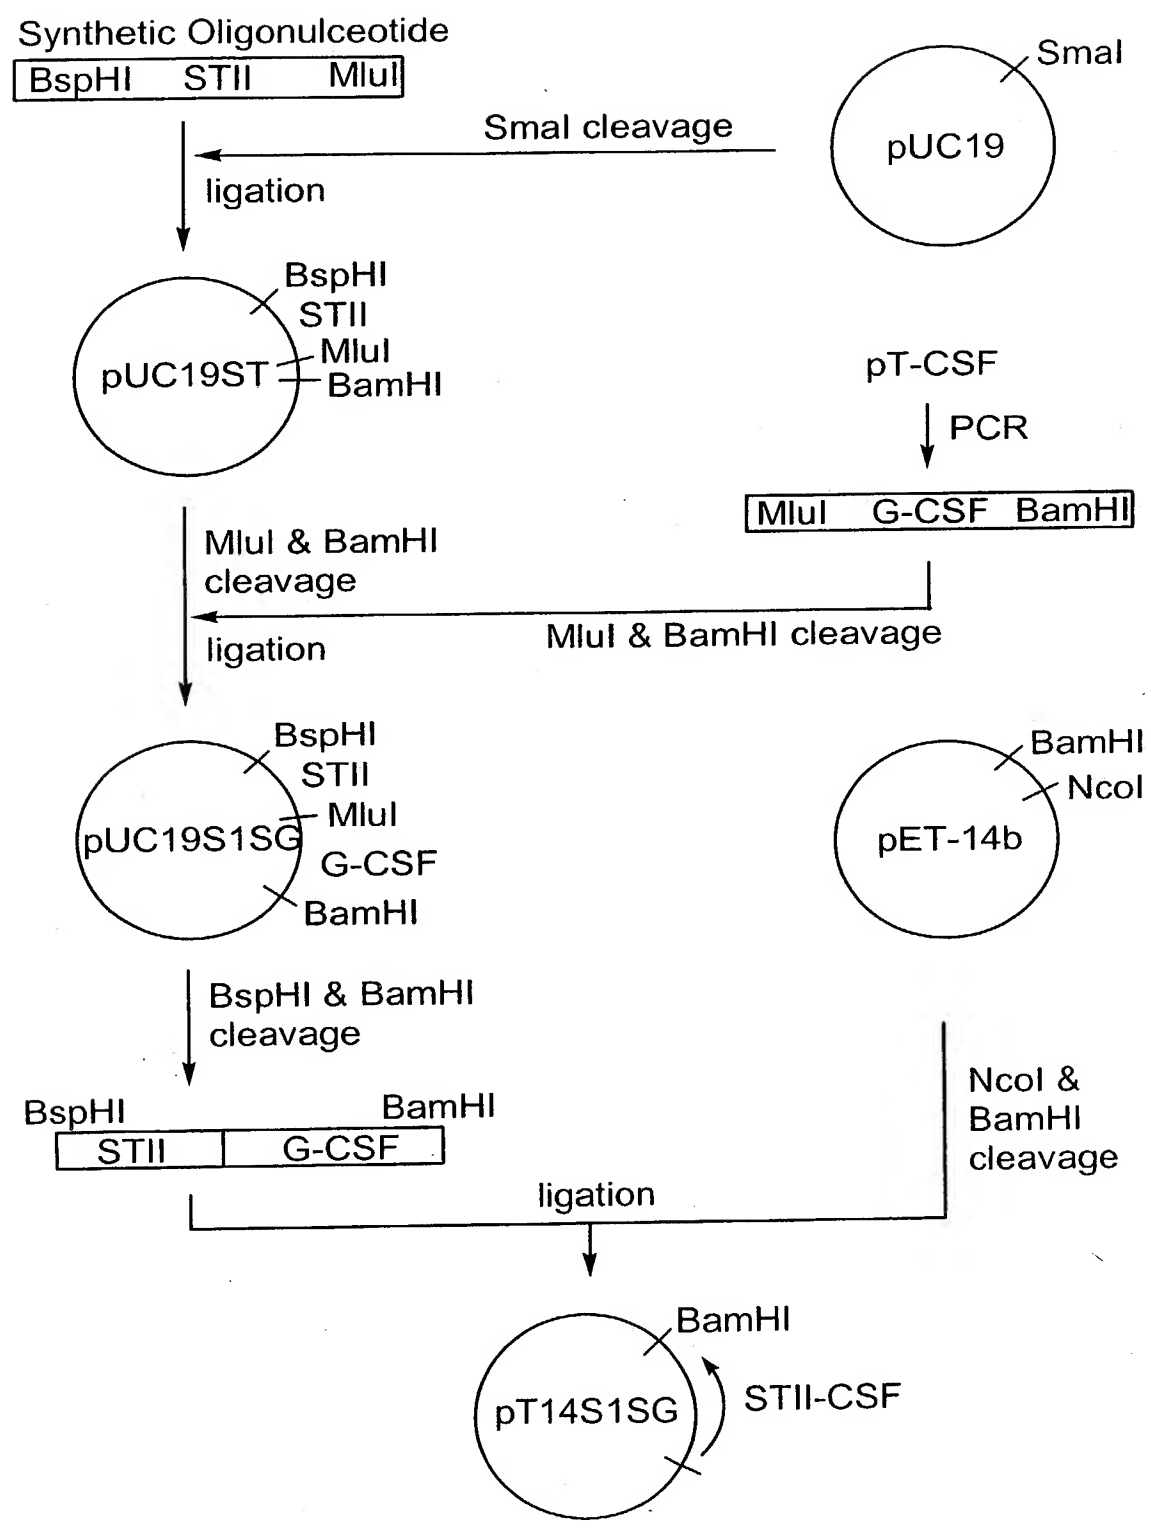 Synthetic Oligonulceotide
BspHI STII MluI
SmaI
pUC19
SmaI cleavage
ligation
BspHI
STII
MluI
BamHI
pUC19ST
pT-CSF
PCR
MluI G-CSF BamHI
MluI & BamHI
cleavage
MluI & BamHI cleavage
ligation
BspHI
STII
MluI
pUC19S1SG
G-CSF
BamHI
BamHI
NcoI
pET-14b
BspHI & BamHI
cleavage
BspHI BamHI
STII G-CSF
NcoI &
BamHI
cleavage
ligation
BamHI
STII-CSF
pT14S1SG